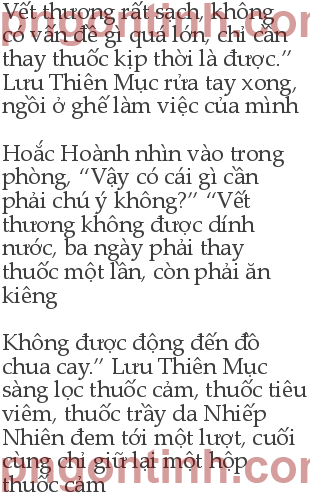 Vết thương rất sạch, không
có vấn đề gì quá lớn, chỉ cần
thay thuốc kịp thời là được.”
Lưu Thiên Mục rửa tay xong,
ngồi ở ghế làm việc của mình
Hoắc Hoành nhìn vào trong
phòng, “Vậy có cái gì cần
phải chú ý không?” “Vết
thương không được dính
nước, ba ngày phải thay
thuốc một lần, còn phải ăn
kiêng
Không được động đến đồ
chua cay.” Lưu Thiên Mục
sàng lọc thuốc cảm, thuốc tiêu
viêm, thuốc trầy da Nhiếp
Nhiên đem tới một lượt, cuối
cùng chỉ giữ lại một hộp
thuốc cảm
pngontinh.com
pngontinh.com